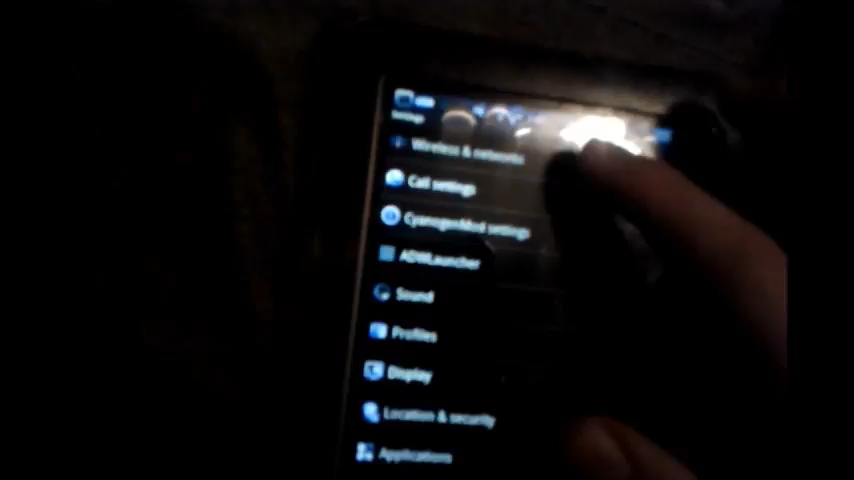 Settings
Wireless & networks
Call settings
CyanogenMod settings
ADWLauncher
Sound
Profiles
Display
Location & security
Applications